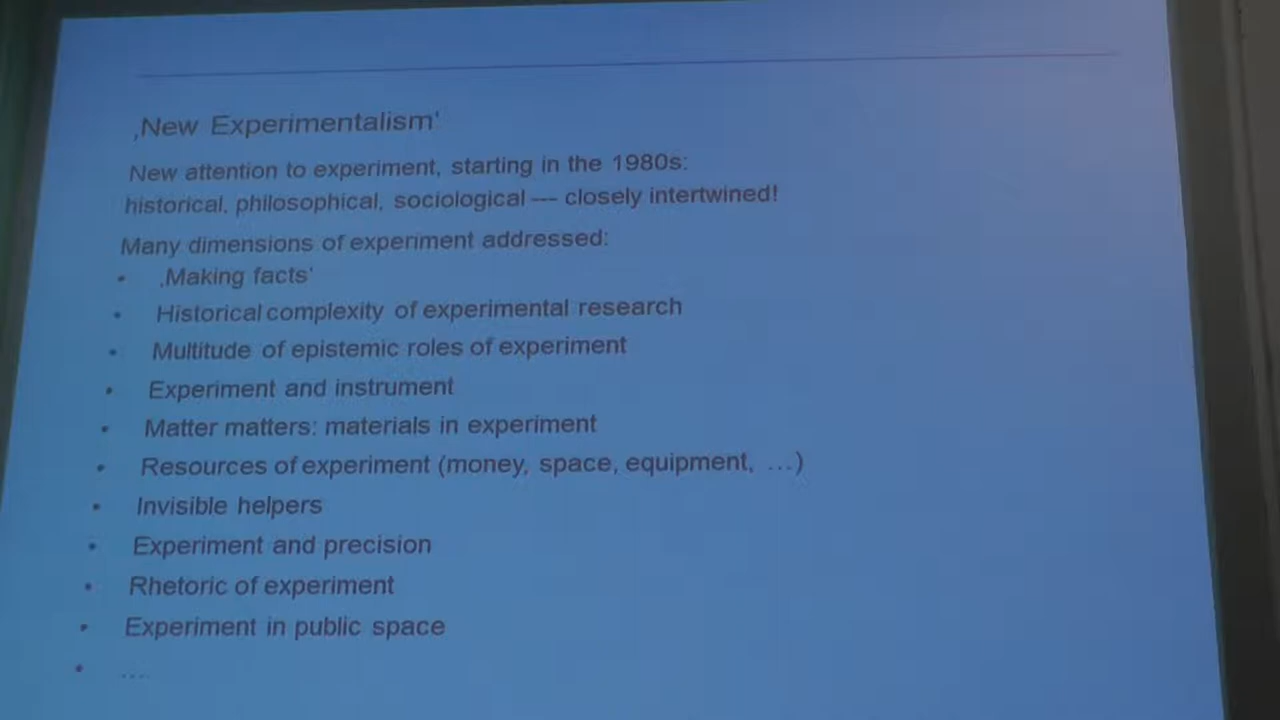 ‚New Experimentalism‘
New attention to experiment, starting in the 1980s:
historical, philosophical, sociological --- closely intertwined!
Many dimensions of experiment addressed:
• ‚Making facts‘
• Historical complexity of experimental research
• Multitude of epistemic roles of experiment
• Experiment and instrument
• Matter matters: materials in experiment
• Resources of experiment (money, space, equipment, …)
• Invisible helpers
• Experiment and precision
• Rhetoric of experiment
• Experiment in public space
• ….